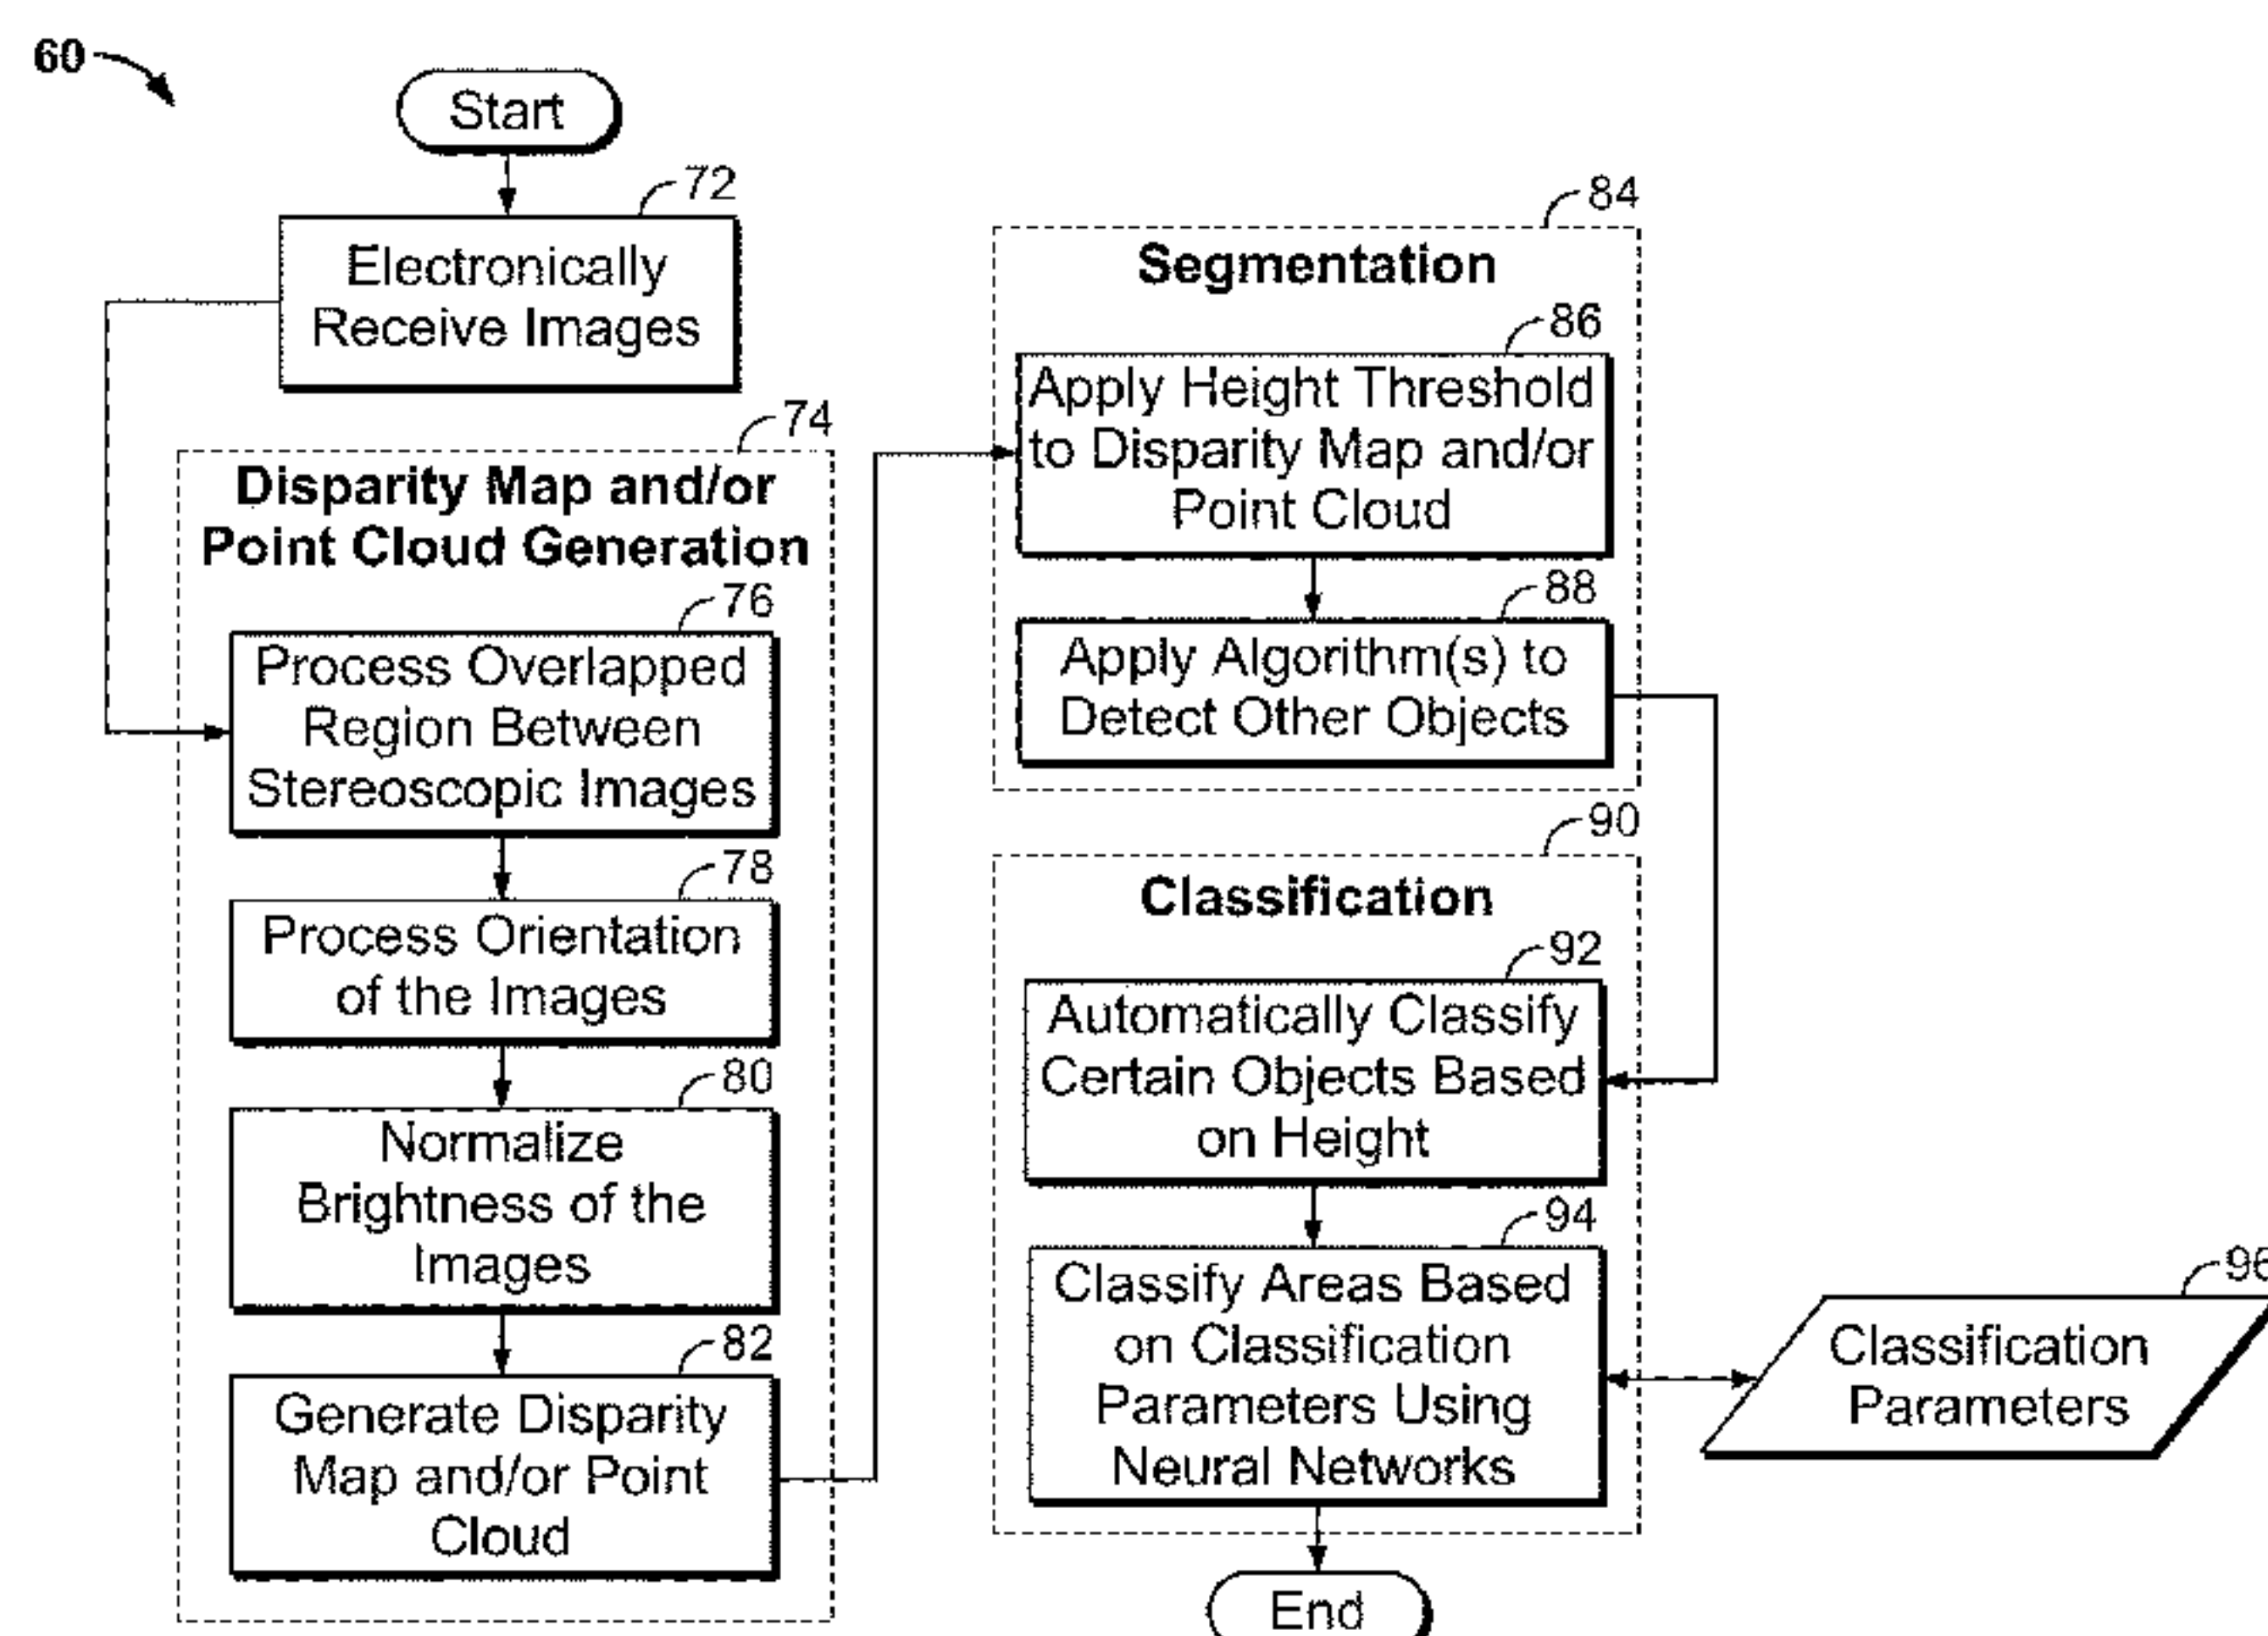 60
Start
72
Electronically
Receive Images
74
Disparity Map and/or
Point Cloud Generation
76
Process Overlapped
Region Between
Stereoscopic Images
78
Process Orientation
of the Images
80
Normalize
Brightness of the
Images
82
Generate Disparity
Map and/or Point
Cloud
84
Segmentation
86
Apply Height Threshold
to Disparity Map and/or
Point Cloud
88
Apply Algorithm(s) to
Detect Other Objects
90
Classification
92
Automatically Classify
Certain Objects Based
on Height
94
Classify Areas Based
on Classification
Parameters Using
Neural Networks
96
Classification
Parameters
End